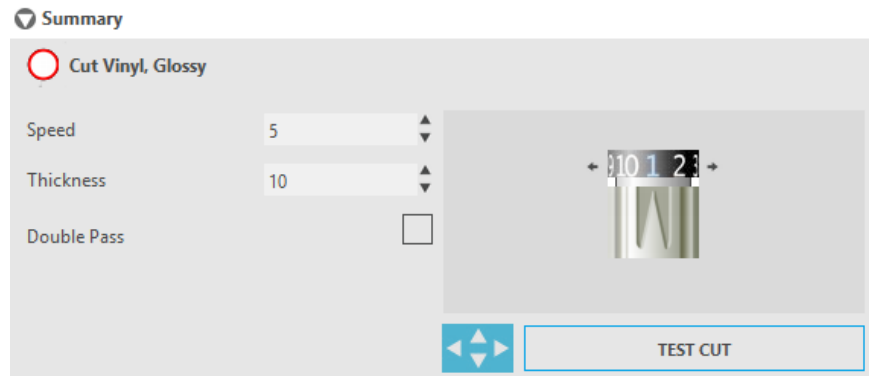 Summary
Cut Vinyl, Glossy
Speed 5
Thickness 10
Double Pass
10 1 2
TEST CUT